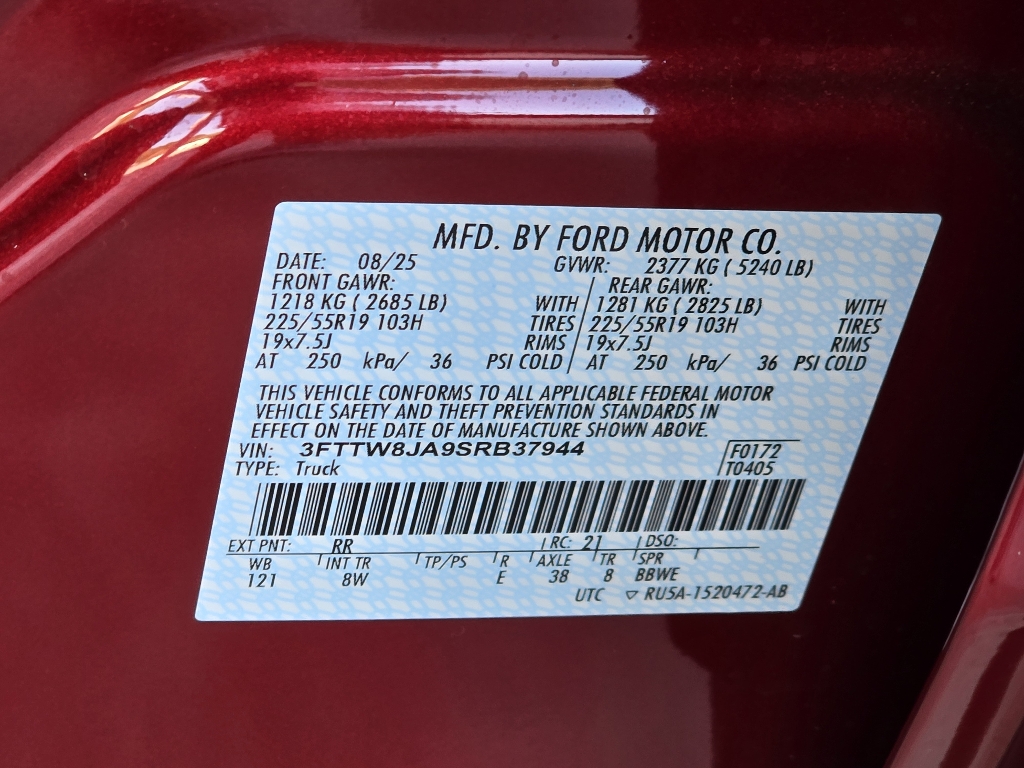 MFD. BY FORD MOTOR CO.
DATE: 08/25 GVWR: 2377 KG ( 5240 LB)
FRONT GAWR: REAR GAWR:
1218 KG ( 2685 LB) WITH 1281 KG ( 2825 LB) WITH
225/55R19 103H TIRES 225/55R19 103H TIRES
19x7.5J RIMS 19x7.5J RIMS
AT 250 kPa/ 36 PSI COLD AT 250 kPa/ 36 PSI COLD
THIS VEHICLE CONFORMS TO ALL APPLICABLE FEDERAL MOTOR
VEHICLE SAFETY AND THEFT PREVENTION STANDARDS IN
EFFECT ON THE DATE OF MANUFACTURE SHOWN ABOVE.
VIN: 3FTTW8JA9SRB37944 F0172
TYPE: Truck T0405
EXT PNT: RR RC: 21 DSO:
WB INT TR TP/PS R AXLE TR SPR
121 8W E 38 8 BBWE
UTC ▽ RU5A-1520472-AB